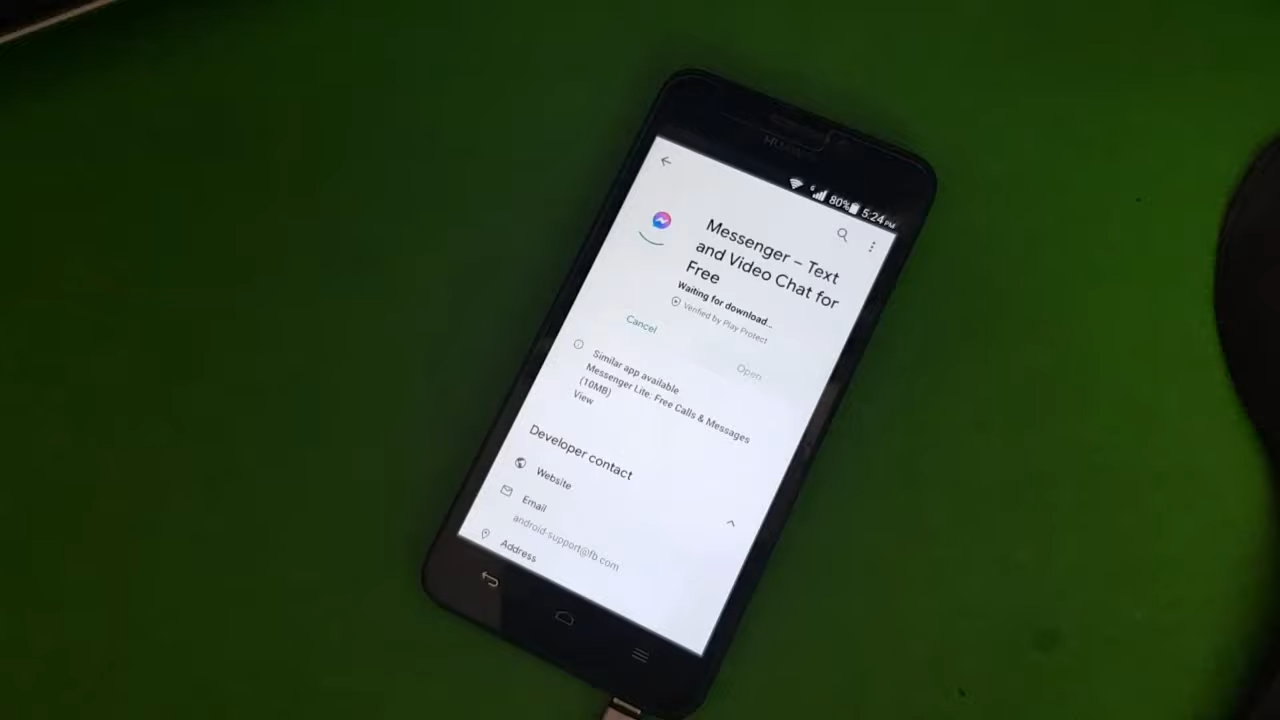 HUAWEI
80% 5:24 PM
Messenger – Text
and Video Chat for
Free
Waiting for download...
Verified by Play Protect
Cancel
Open
Similar app available
Messenger Lite: Free Calls & Messages
(10MB)
View
Developer contact
Website
Email
android-support@fb.com
Address